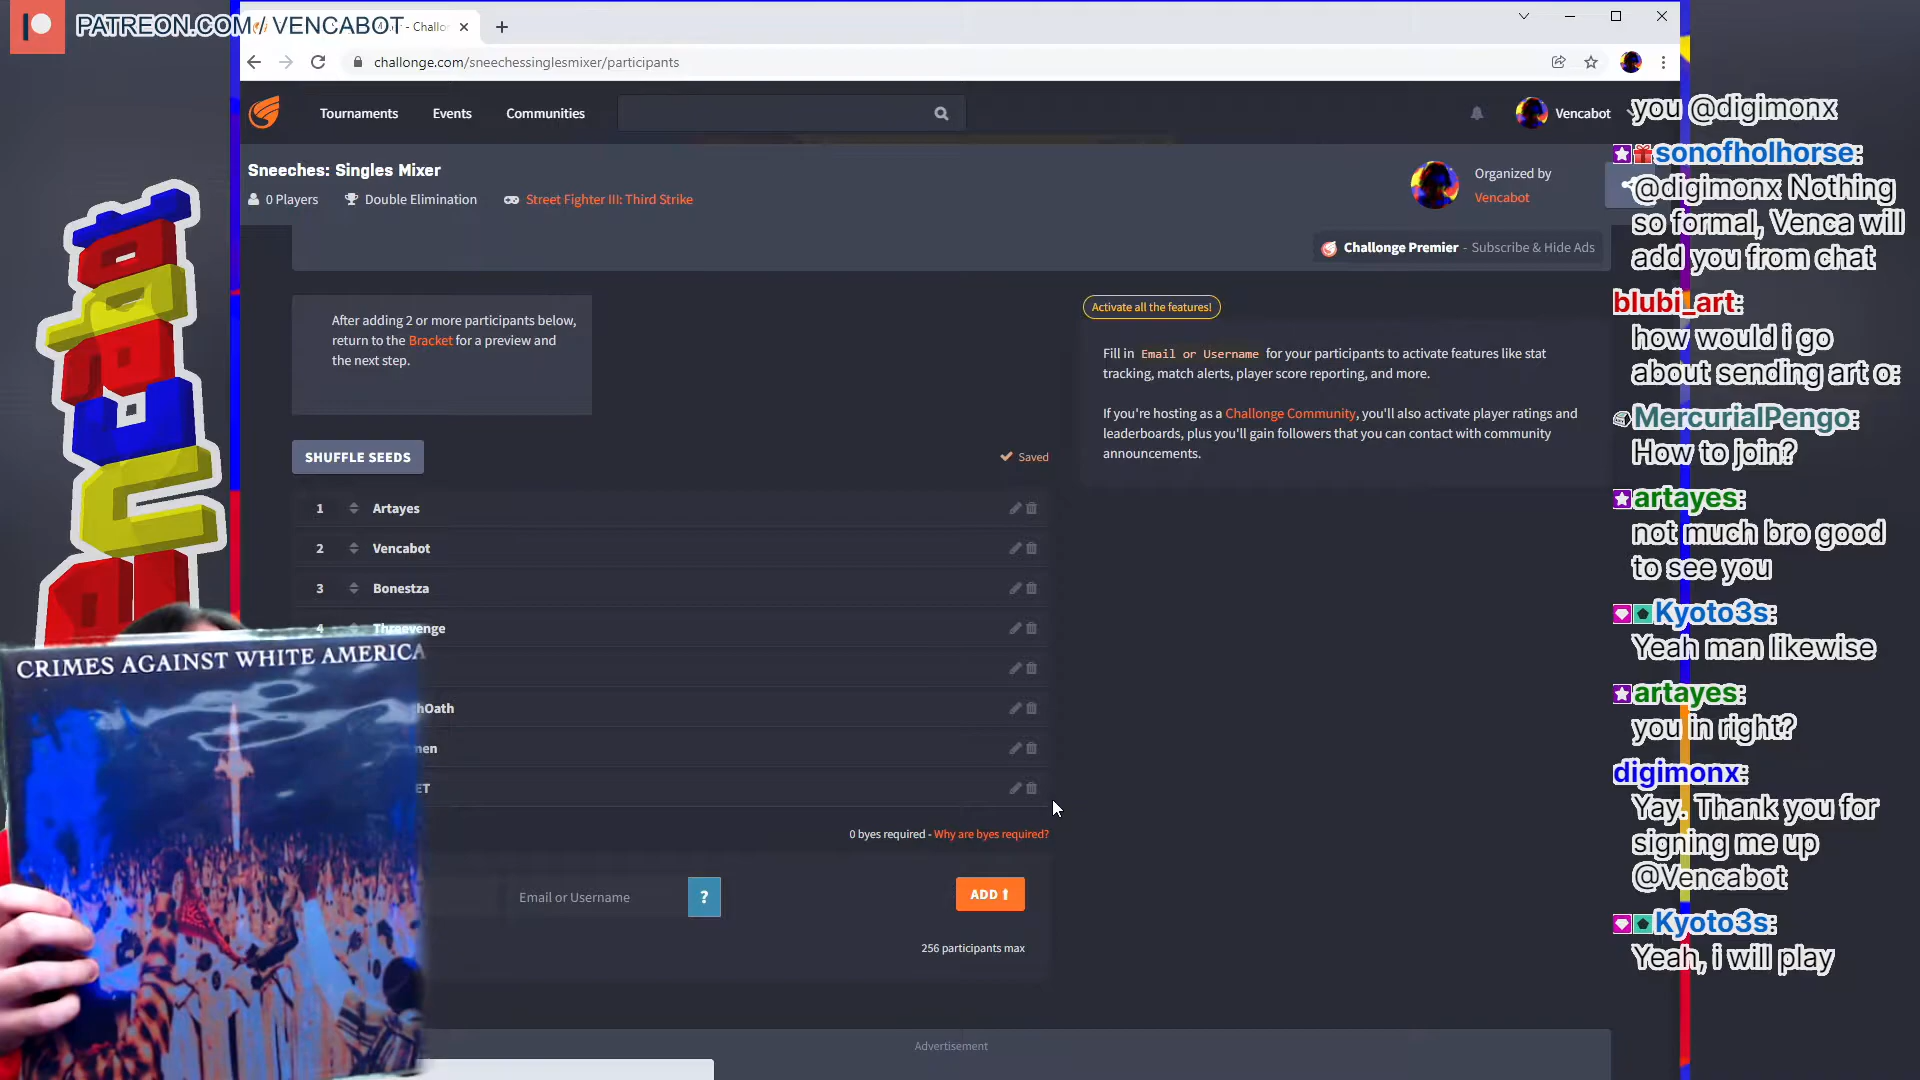 PATREON.COM/ VENCABOT
- Challo
challonge.com/sneechessinglesmixer/participants
Tournaments
Events
Communities
Vencabot
Sneeches: Singles Mixer
0 Players
Double Elimination
Street Fighter III: Third Strike
Organized by
Vencabot
Challonge Premier - Subscribe & Hide Ads
After adding 2 or more participants below,
return to the Bracket for a preview and
the next step.
Activate all the features!
Fill in Email or Username for your participants to activate features like stat
tracking, match alerts, player score reporting, and more.
If you're hosting as a Challonge Community, you'll also activate player ratings and
leaderboards, plus you'll gain followers that you can contact with community
announcements.
SHUFFLE SEEDS
Saved
1 Artayes
2 Vencabot
3 Bonestza
4 Threevenge
hOath
men
ET
0 byes required - Why are byes required?
Email or Username
?
ADD
256 participants max
Advertisement
CRIMES AGAINST WHITE AMERICA
you @digimonx
sonofholhorse:
@digimonx Nothing
so formal, Venca will
add you from chat
blubi_art:
how would i go
about sending art o:
MercurialPengo:
How to join?
artayes:
not much bro good
to see you
Kyoto3s:
Yeah man likewise
artayes:
you in right?
digimonx:
Yay. Thank you for
signing me up
@Vencabot
Kyoto3s:
Yeah, i will play